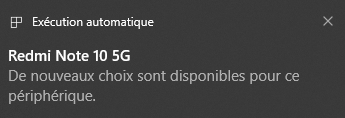 Exécution automatique
Redmi Note 10 5G
De nouveaux choix sont disponibles pour ce
périphérique.